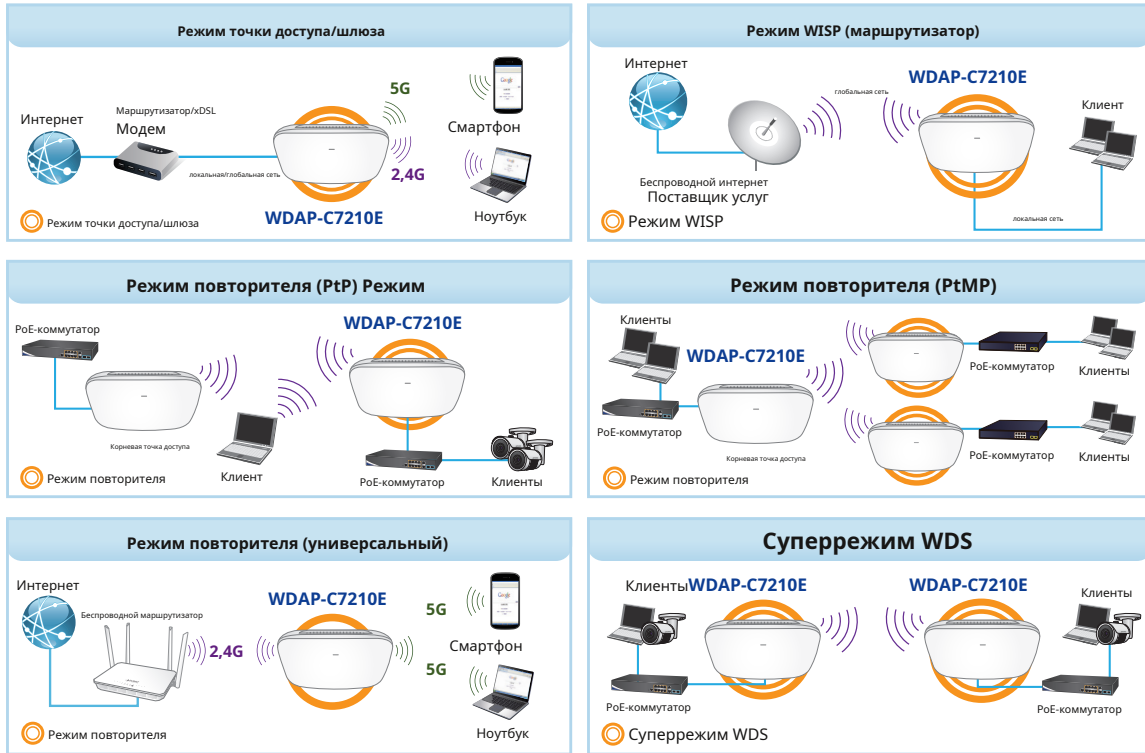 Режим точки доступа/шлюза
Интернет
Маршрутизатор/xDSL
Модем
локальная/глобальная сеть
5G
2,4G
WDAP-C7210E
Смартфон
Ноутбук
Режим точки доступа/шлюза
Режим WISP (маршрутизатор)
Интернет
глобальная сеть
WDAP-C7210E
Клиент
Беспроводной интернет
Поставщик услуг
локальная сеть
Режим WISP
Режим повторителя (PtP) Режим
PoE-коммутатор
WDAP-C7210E
Корневая точка доступа
Клиент
PoE-коммутатор
Клиенты
Режим повторителя
Режим повторителя (PtMP)
Клиенты
WDAP-C7210E
PoE-коммутатор
Клиенты
PoE-коммутатор
Корневая точка доступа
PoE-коммутатор
Клиенты
Режим повторителя
Режим повторителя (универсальный)
Интернет
Беспроводной маршрутизатор
2,4G
WDAP-C7210E
5G
Смартфон
5G
Ноутбук
Режим повторителя
Суперрежим WDS
Клиенты
WDAP-C7210E
WDAP-C7210E
Клиенты
PoE-коммутатор
PoE-коммутатор
Суперрежим WDS